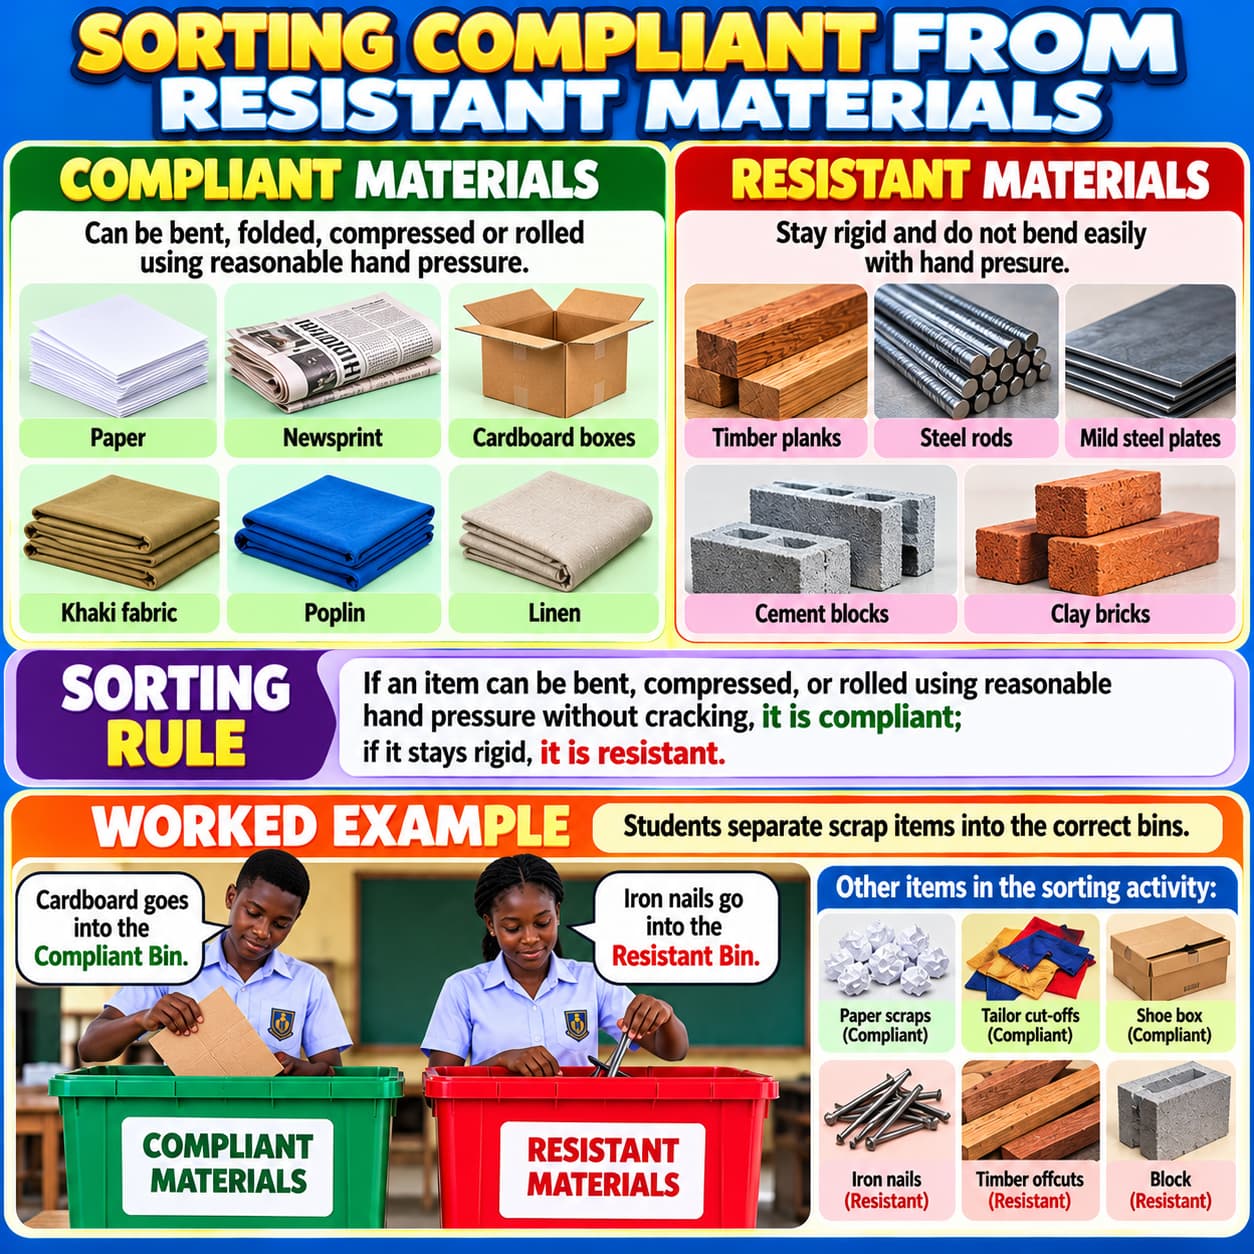 SORTING COMPLIANT FROM
RESISTANT MATERIALS
COMPLIANT MATERIALS
Can be bent, folded, compressed or rolled
using reasonable hand pressure.
Paper
Newsprint
Cardboard boxes
Khaki fabric
Poplin
Linen
RESISTANT MATERIALS
Stay rigid and do not bend easily
with hand presure.
Timber planks
Steel rods
Mild steel plates
Cement blocks
Clay bricks
SORTING
RULE
If an item can be bent, compressed, or rolled using reasonable
hand pressure without cracking, it is compliant;
if it stays rigid, it is resistant.
WORKED EXAMPLE
Students separate scrap items into the correct bins.
Cardboard goes
into the
Compliant Bin.
Iron nails go
into the
Resistant Bin.
COMPLIANT
MATERIALS
RESISTANT
MATERIALS
Other items in the sorting activity:
Paper scraps
(Compliant)
Tailor cut-offs
(Compliant)
Shoe box
(Compliant)
Iron nails
(Resistant)
Timber offcuts
(Resistant)
Block
(Resistant)